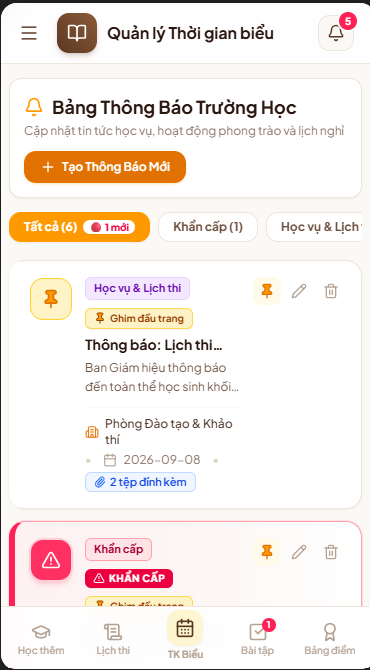 Quản lý Thời gian biểu
5
Bảng Thông Báo Trường Học
Cập nhật tin tức học vụ, hoạt động phong trào và lịch nghỉ
Tạo Thông Báo Mới
Tất cả (6) 1 mới
Khẩn cấp (1)
Học vụ & Lịch
Học vụ & Lịch thi
Ghim đầu trang
Thông báo: Lịch thi...
Ban Giám hiệu thông báo
đến toàn thể học sinh khối...
Phòng Đào tạo & Khảo
thí
2026-09-08
2 tệp đính kèm
Khẩn cấp
KHẨN CẤP
Ghim đầu trang
1
Học thêm
Lịch thi
TK Biểu
Bài tập
Bảng điểm